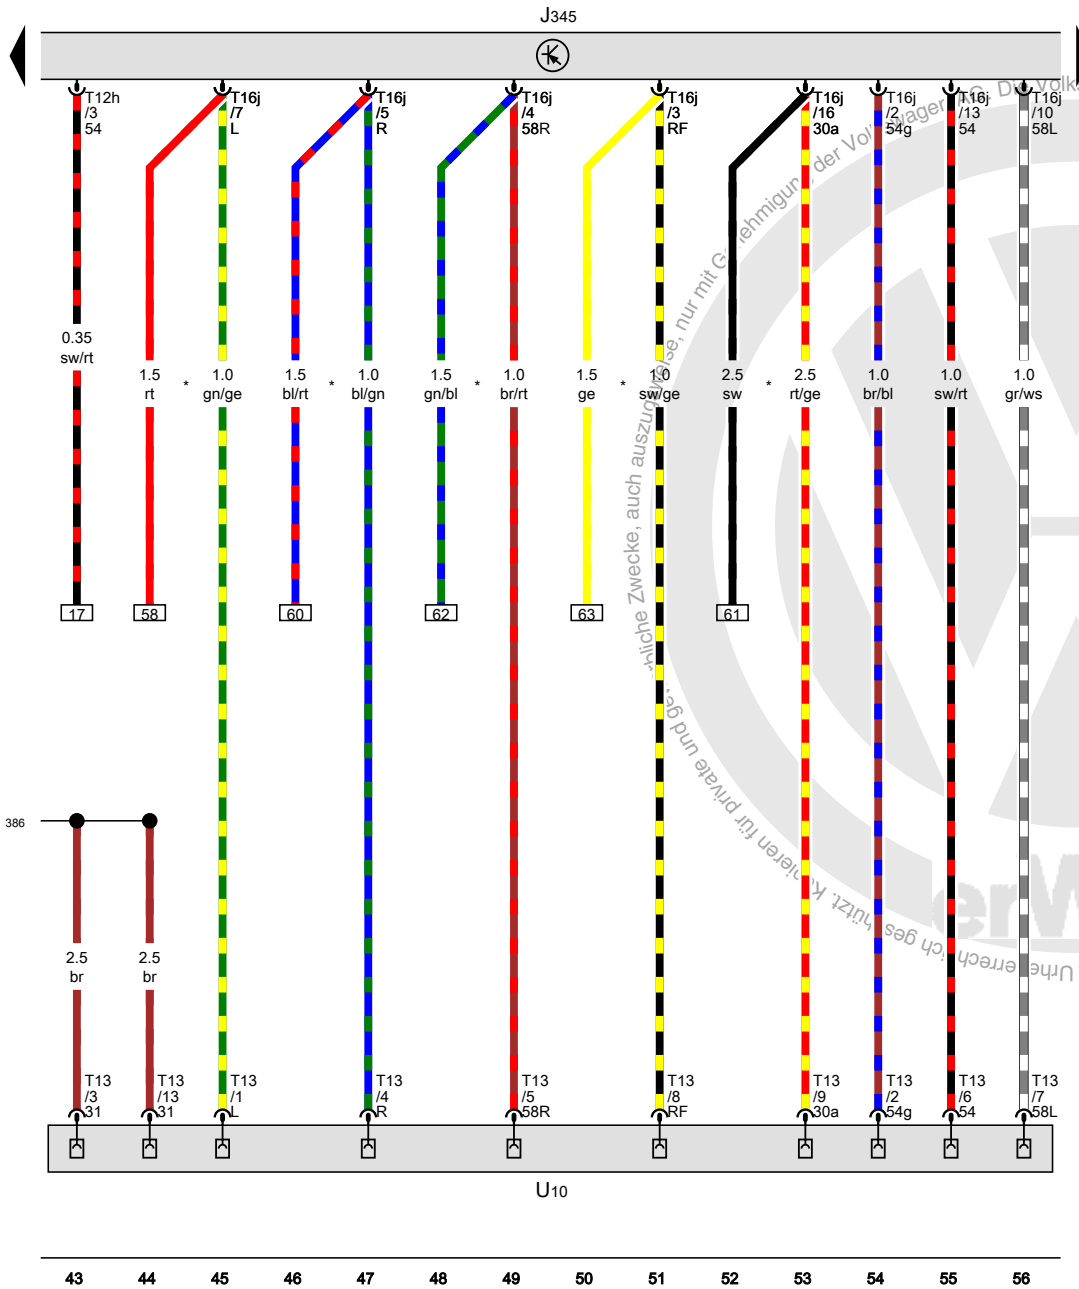 J345
T12h
/3
54
T16j
/7
L
T16j
/5
R
T16j
/4
58R
T16j
/3
RF
T16j
/16
30a
T16j
/2
54g
T16j
/13
54
T16j
/10
58L
0.35
sw/rt
1.5
rt
*
1.0
gn/ge
1.5
bl/rt
*
1.0
bl/gn
1.5
gn/bl
*
1.0
br/rt
1.5
ge
*
1.0
sw/ge
2.5
sw
*
2.5
rt/ge
1.0
br/bl
1.0
sw/rt
1.0
gr/ws
17
58
60
62
63
61
386
2.5
br
2.5
br
T13
/3
31
T13
/13
31
T13
/1
L
T13
/4
R
T13
/5
58R
T13
/8
RF
T13
/9
30a
T13
/2
54g
T13
/6
54
T13
/7
58L
U10
43 44 45 46 47 48 49 50 51 52 53 54 55 56